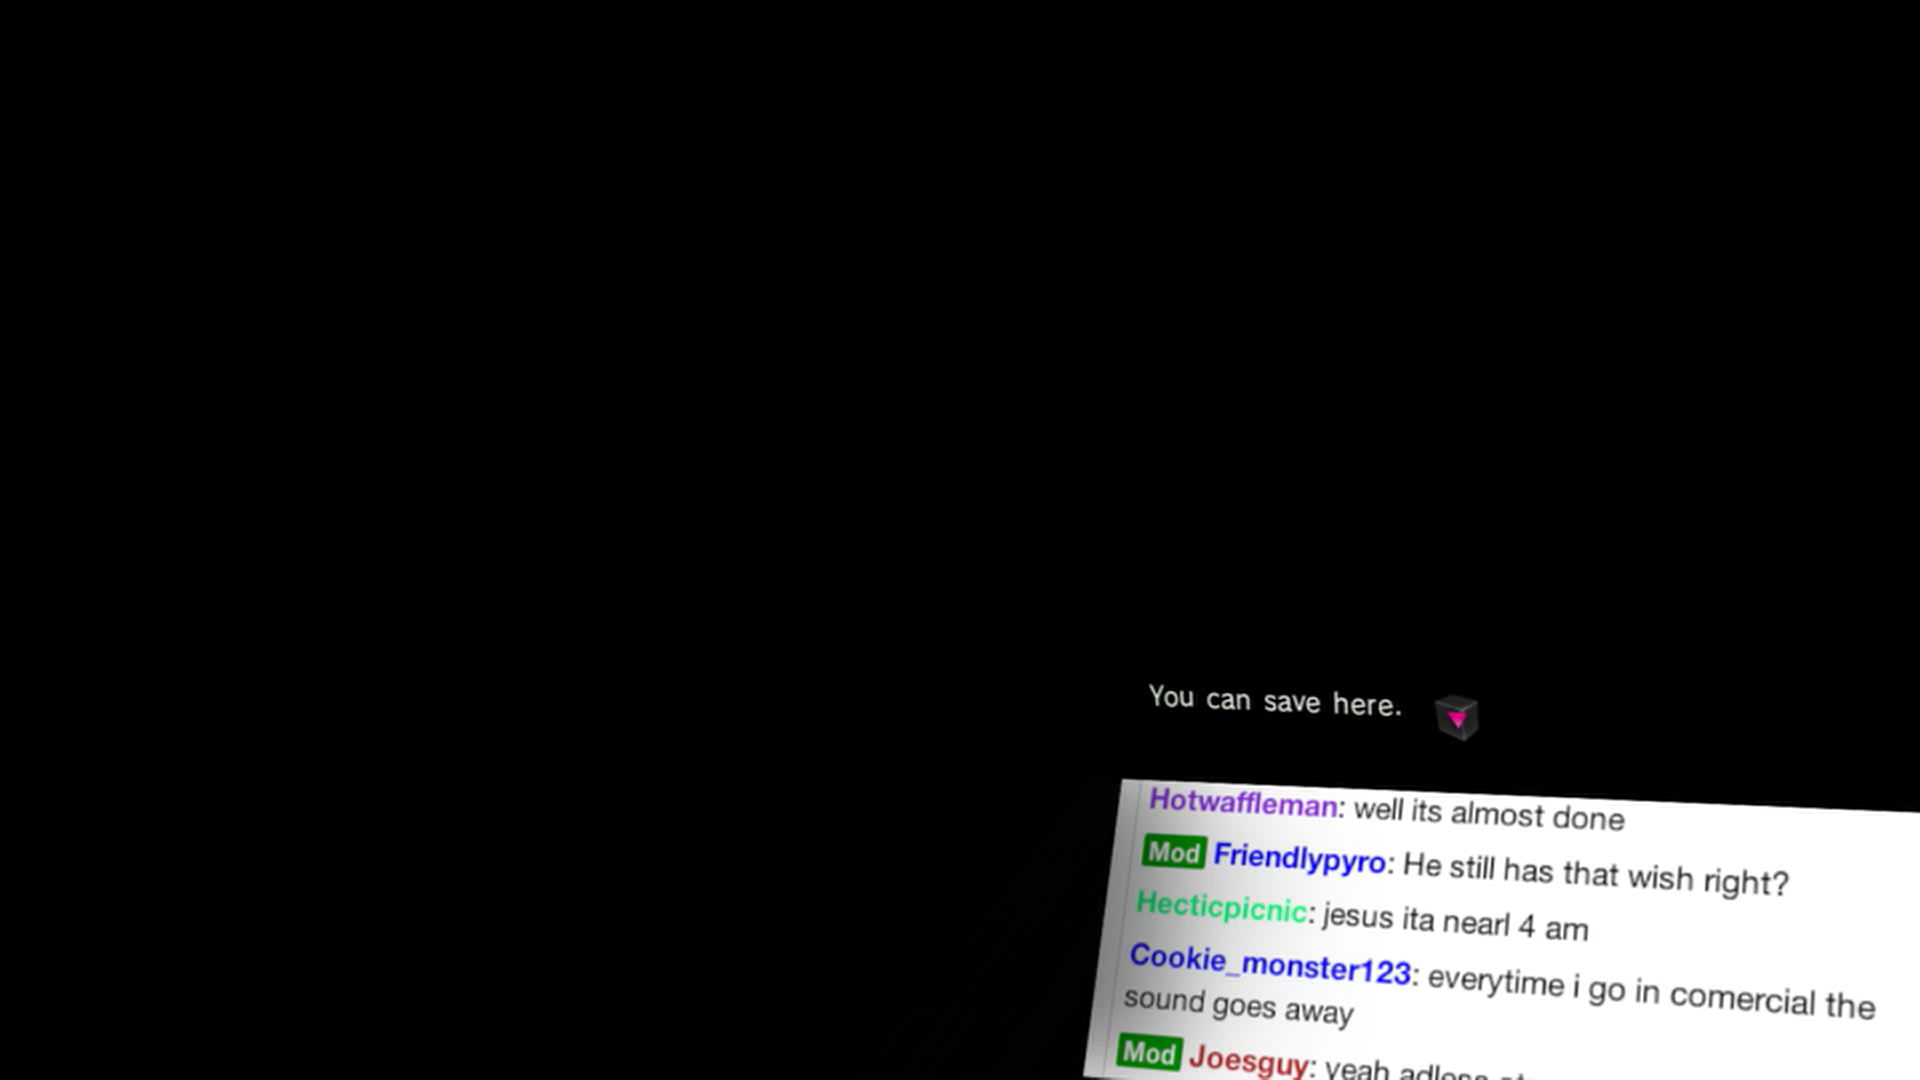 You can save here.
Hotwaffleman: well its almost done
Mod Friendlypyro: He still has that wish right?
Hecticpicnic: jesus ita nearl 4 am
Cookie_monster123: everytime i go in comercial the
sound goes away
Mod Joesguy: yeah adless